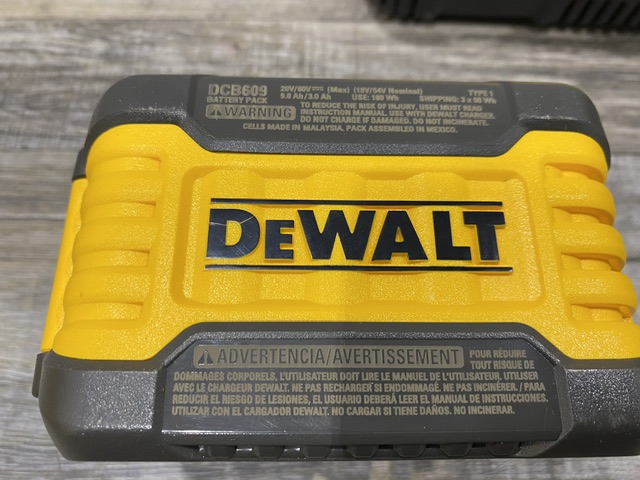 DCB609
BATTERY PACK
20V/60V⎓ (Max) (18V/54V Nominal) TYPE 1
9.0 Ah/3.0 Ah USE: 180 Wh SHIPPING: 3 x 60 Wh
⚠WARNING TO REDUCE THE RISK OF INJURY, USER MUST READ
INSTRUCTION MANUAL. USE WITH DEWALT CHARGER.
DO NOT CHARGE IF DAMAGED. DO NOT INCINERATE.
CELLS MADE IN MALAYSIA. PACK ASSEMBLED IN MEXICO.
DEWALT
⚠ADVERTENCIA/AVERTISSEMENT POUR RÉDUIRE
TOUT RISQUE DE
DOMMAGES CORPORELS, L'UTILISATEUR DOIT LIRE LE MANUEL DE L'UTILISATEUR. UTILISER
AVEC LE CHARGEUR DEWALT. NE PAS RECHARGER SI ENDOMMAGÉ. NE PAS INCINÉRER. / PARA
REDUCIR EL RIESGO DE LESIONES, EL USUARIO DEBERÁ LEER EL MANUAL DE INSTRUCCIONES.
UTILIZAR CON EL CARGADOR DEWALT. NO CARGAR SI TIENE DAÑOS. NO INCINERAR.